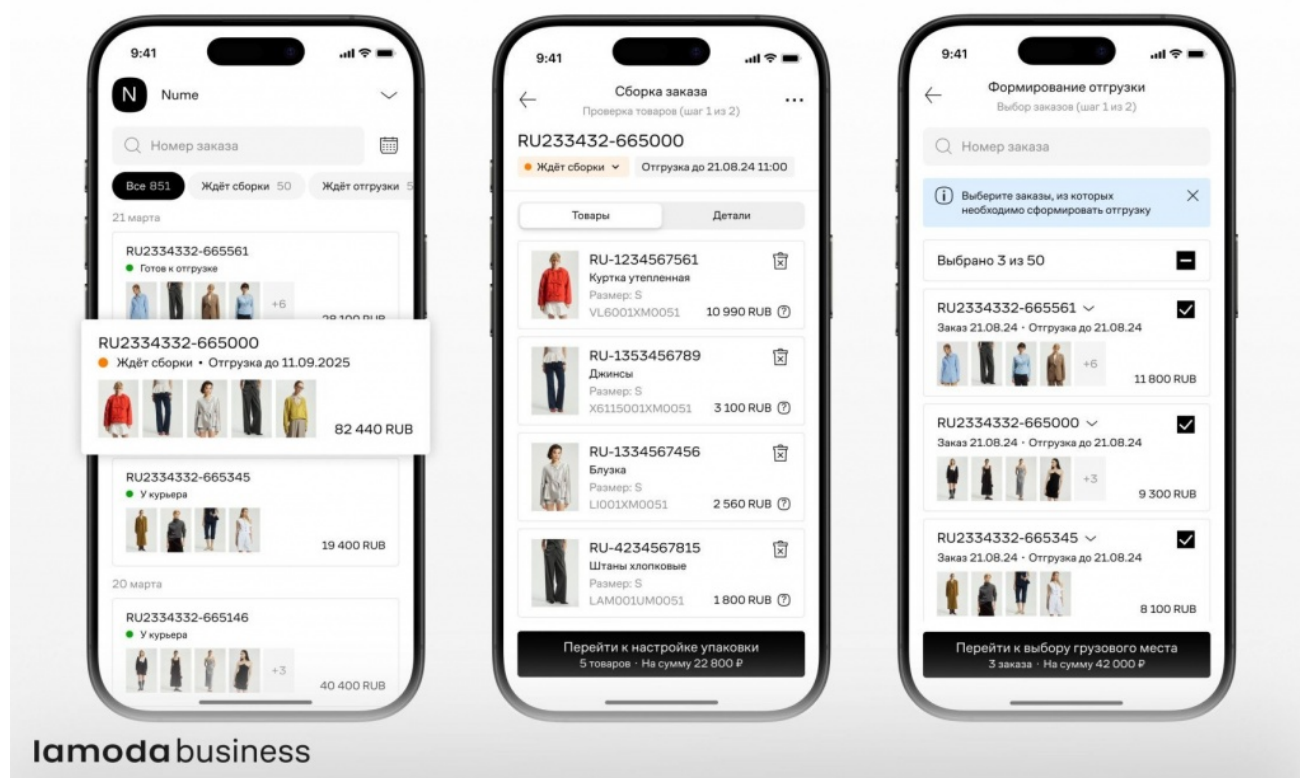 9:41
N Nume
Номер заказа
Все 851 Ждёт сборки 50 Ждёт отгрузки
21 марта
RU2334332-665561
Готов к отгрузке
+6
28 100 RUB
RU2334332-665000
Ждёт сборки • Отгрузка до 11.09.2025
82 440 RUB
RU2334332-665345
У курьера
19 400 RUB
20 марта
RU2334332-665146
У курьера
+3
40 400 RUB
9:41
Сборка заказа
Проверка товаров (шаг 1 из 2)
RU233432-665000
Ждёт сборки Отгрузка до 21.08.24 11:00
Товары Детали
RU-1234567561
Куртка утепленная
Размер: S
VL6001XM0051 10 990 RUB
RU-1353456789
Джинсы
Размер: S
X6115001XM0051 3 100 RUB
RU-1334567456
Блузка
Размер: S
LI001XM0051 2 560 RUB
RU-4234567815
Штаны хлопковые
Размер: S
LAM001UM0051 1 800 RUB
Перейти к настройке упаковки
5 товаров · На сумму 22 800 ₽
9:41
Формирование отгрузки
Выбор заказов (шаг 1 из 2)
Номер заказа
Выберите заказы, из которых
необходимо сформировать отгрузку
Выбрано 3 из 50
RU2334332-665561
Заказ 21.08.24 · Отгрузка до 21.08.24
+6
11 800 RUB
RU2334332-665000
Заказ 21.08.24 · Отгрузка до 21.08.24
+3
9 300 RUB
RU2334332-665345
Заказ 21.08.24 · Отгрузка до 21.08.24
8 100 RUB
Перейти к выбору грузового места
3 заказа · На сумму 42 000 ₽
lamoda business